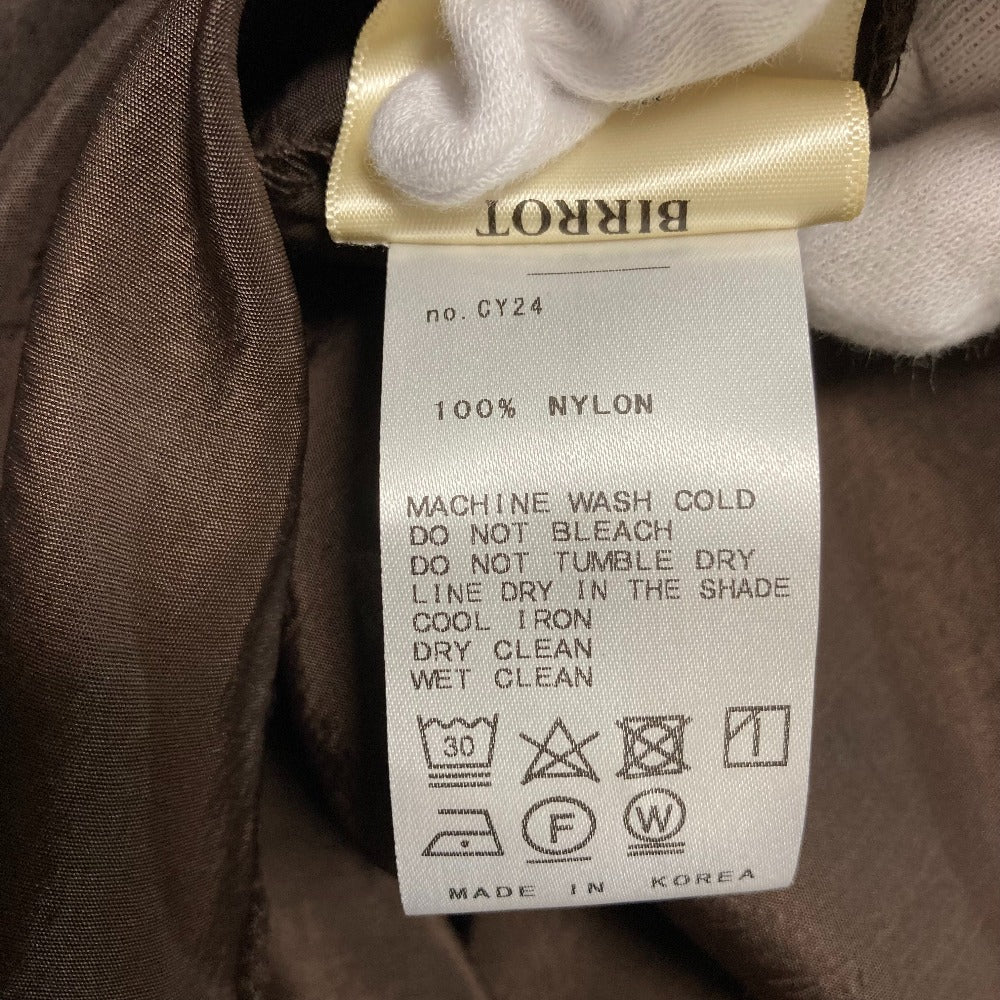 BIRROT
no. CY24
100% NYLON
MACHINE WASH COLD
DO NOT BLEACH
DO NOT TUMBLE DRY
LINE DRY IN THE SHADE
COOL IRON
DRY CLEAN
WET CLEAN
30
F W
MADE IN KOREA